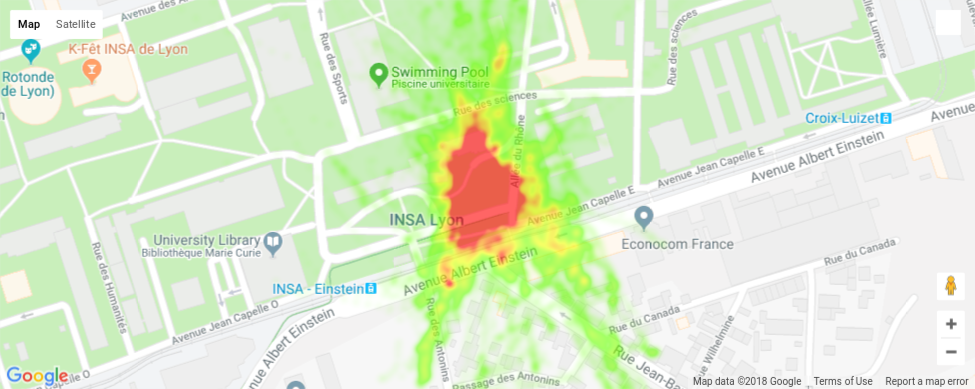 Map Satellite
Avenue des Arts
K-Fêt INSA de Lyon
Rotonde
de Lyon)
Rue des Sports
Swimming Pool
Piscine universitaire
Rue des sciences
Rue des sciences
Allée du Rhône
Allée Lumière
Croix-Luizet
Avenue Jean Capelle E
Avenue Albert Einstein
Avenue
Avenue Jean Capelle E
INSA Lyon
University Library
Bibliothèque Marie Curie
Econocom France
Rue du Canada
INSA - Einstein
Avenue Albert Einstein
Rue des Humanités
Avenue Jean Capelle O
Avenue Albert Einstein
Rue des Antonins
Rue du Canada
Rue Wilhelmine
Rue Jean-Ba
Passage des Antonins
Capelle O
Google
Map data ©2018 Google Terms of Use Report a map error